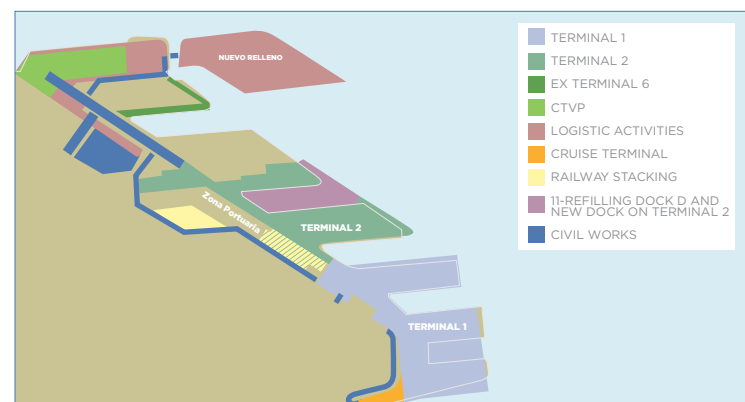 NUEVO RELLENO
Zona Portuaria
TERMINAL 2
TERMINAL 1
TERMINAL 1
TERMINAL 2
EX TERMINAL 6
CTVP
LOGISTIC ACTIVITIES
CRUISE TERMINAL
RAILWAY STACKING
11-REFILLING DOCK D AND
NEW DOCK ON TERMINAL 2
CIVIL WORKS